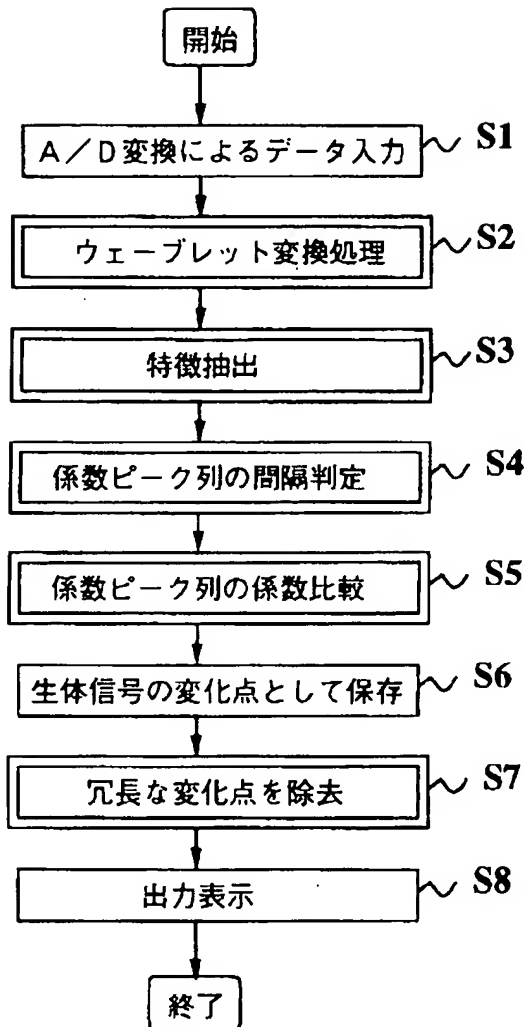 開始
A/D変換によるデータ入力 S1
ウェーブレット変換処理 S2
特徴抽出 S3
係数ピーク列の間隔判定 S4
係数ピーク列の係数比較 S5
生体信号の変化点として保存 S6
冗長な変化点を除去 S7
出力表示 S8
終了